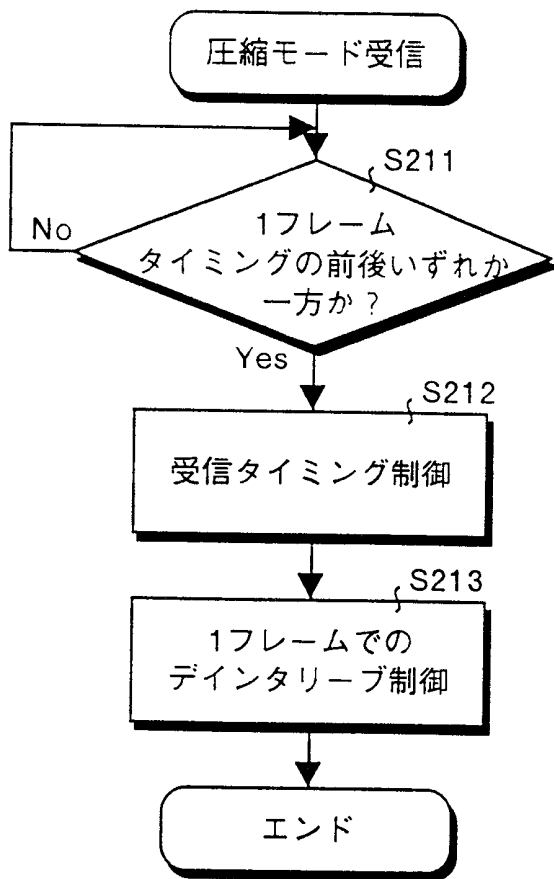 圧縮モード受信
S211
1フレーム
タイミングの前後いずれか
一方か？
No
Yes
S212
受信タイミング制御
S213
1フレームでの
デインタリーブ制御
エンド